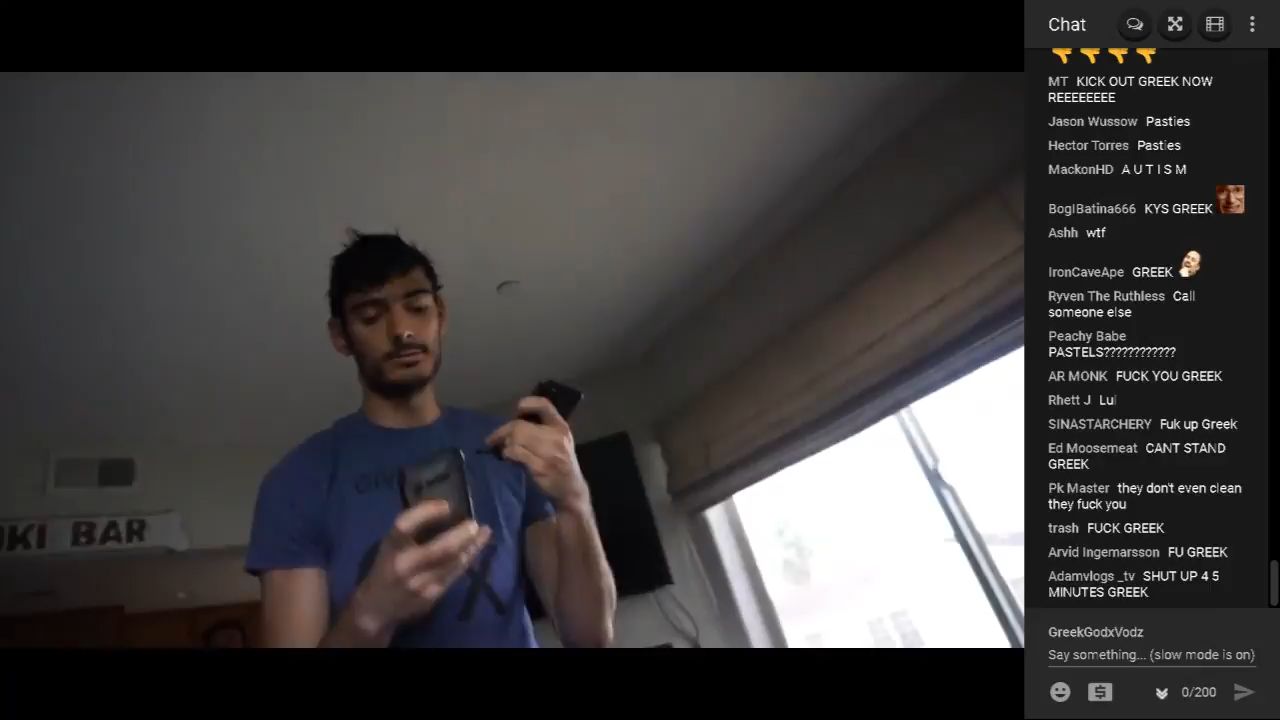 Chat
MT KICK OUT GREEK NOW
REEEEEEEE
Jason Wussow Pasties
Hector Torres Pasties
MackonHD A U T I S M
BoglBatina666 KYS GREEK
Ashh wtf
IronCaveApe GREEK
Ryven The Ruthless Call
someone else
Peachy Babe
PASTELS????????????
AR MONK FUCK YOU GREEK
Rhett J Lul
SINASTARCHERY Fuk up Greek
Ed Moosemeat CANT STAND
GREEK
Pk Master they don't even clean
they fuck you
trash FUCK GREEK
Arvid Ingemarsson FU GREEK
Adamvlogs _tv SHUT UP 4 5
MINUTES GREEK
GreekGodxVodz
Say something... (slow mode is on)
0/200
KI BAR